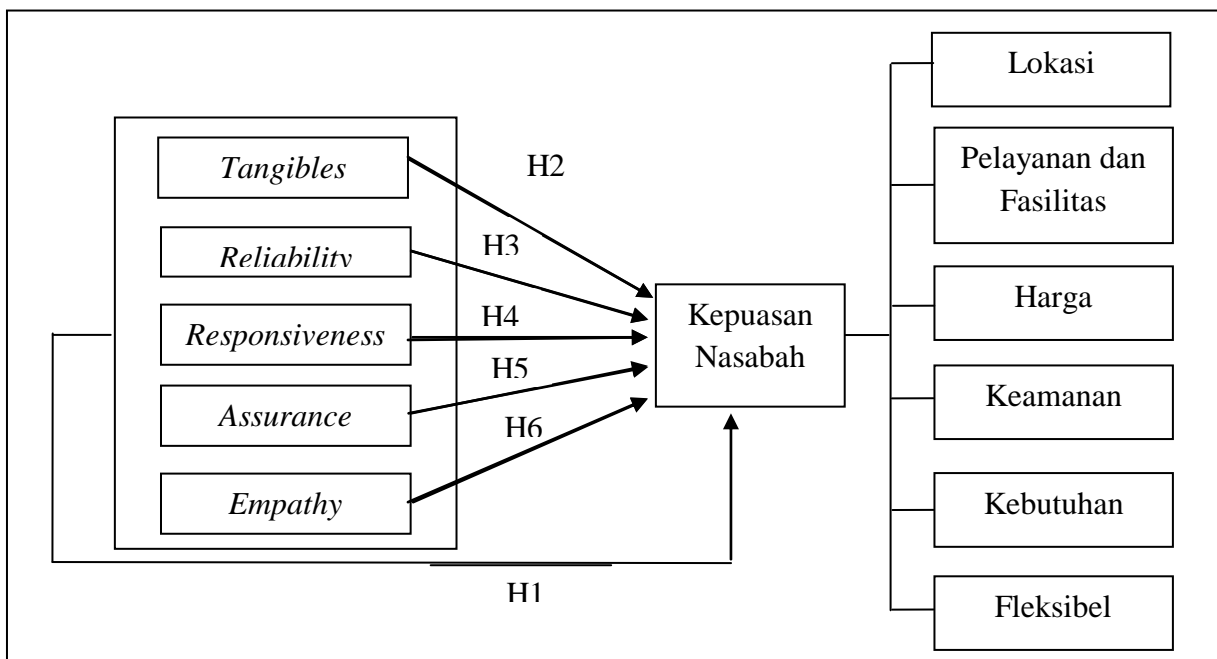 Tangibles
Reliability
Responsiveness
Assurance
Empathy
H2
H3
H4
H5
H6
H1
Kepuasan
Nasabah
Lokasi
Pelayanan dan
Fasilitas
Harga
Keamanan
Kebutuhan
Fleksibel